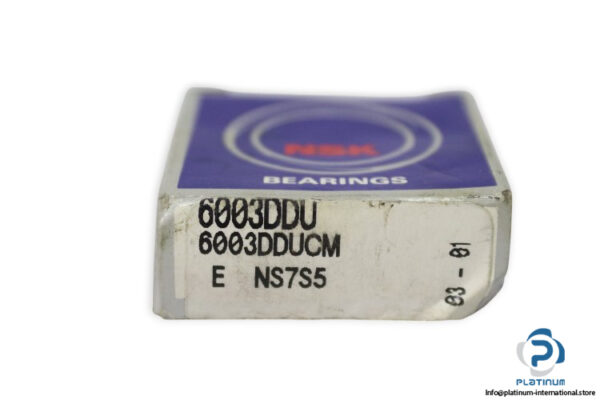 NSK
BEARINGS
6003DDU
6003DDUCM
E NS7S5
03-01
PLATINUM
Info@platinum-international.store